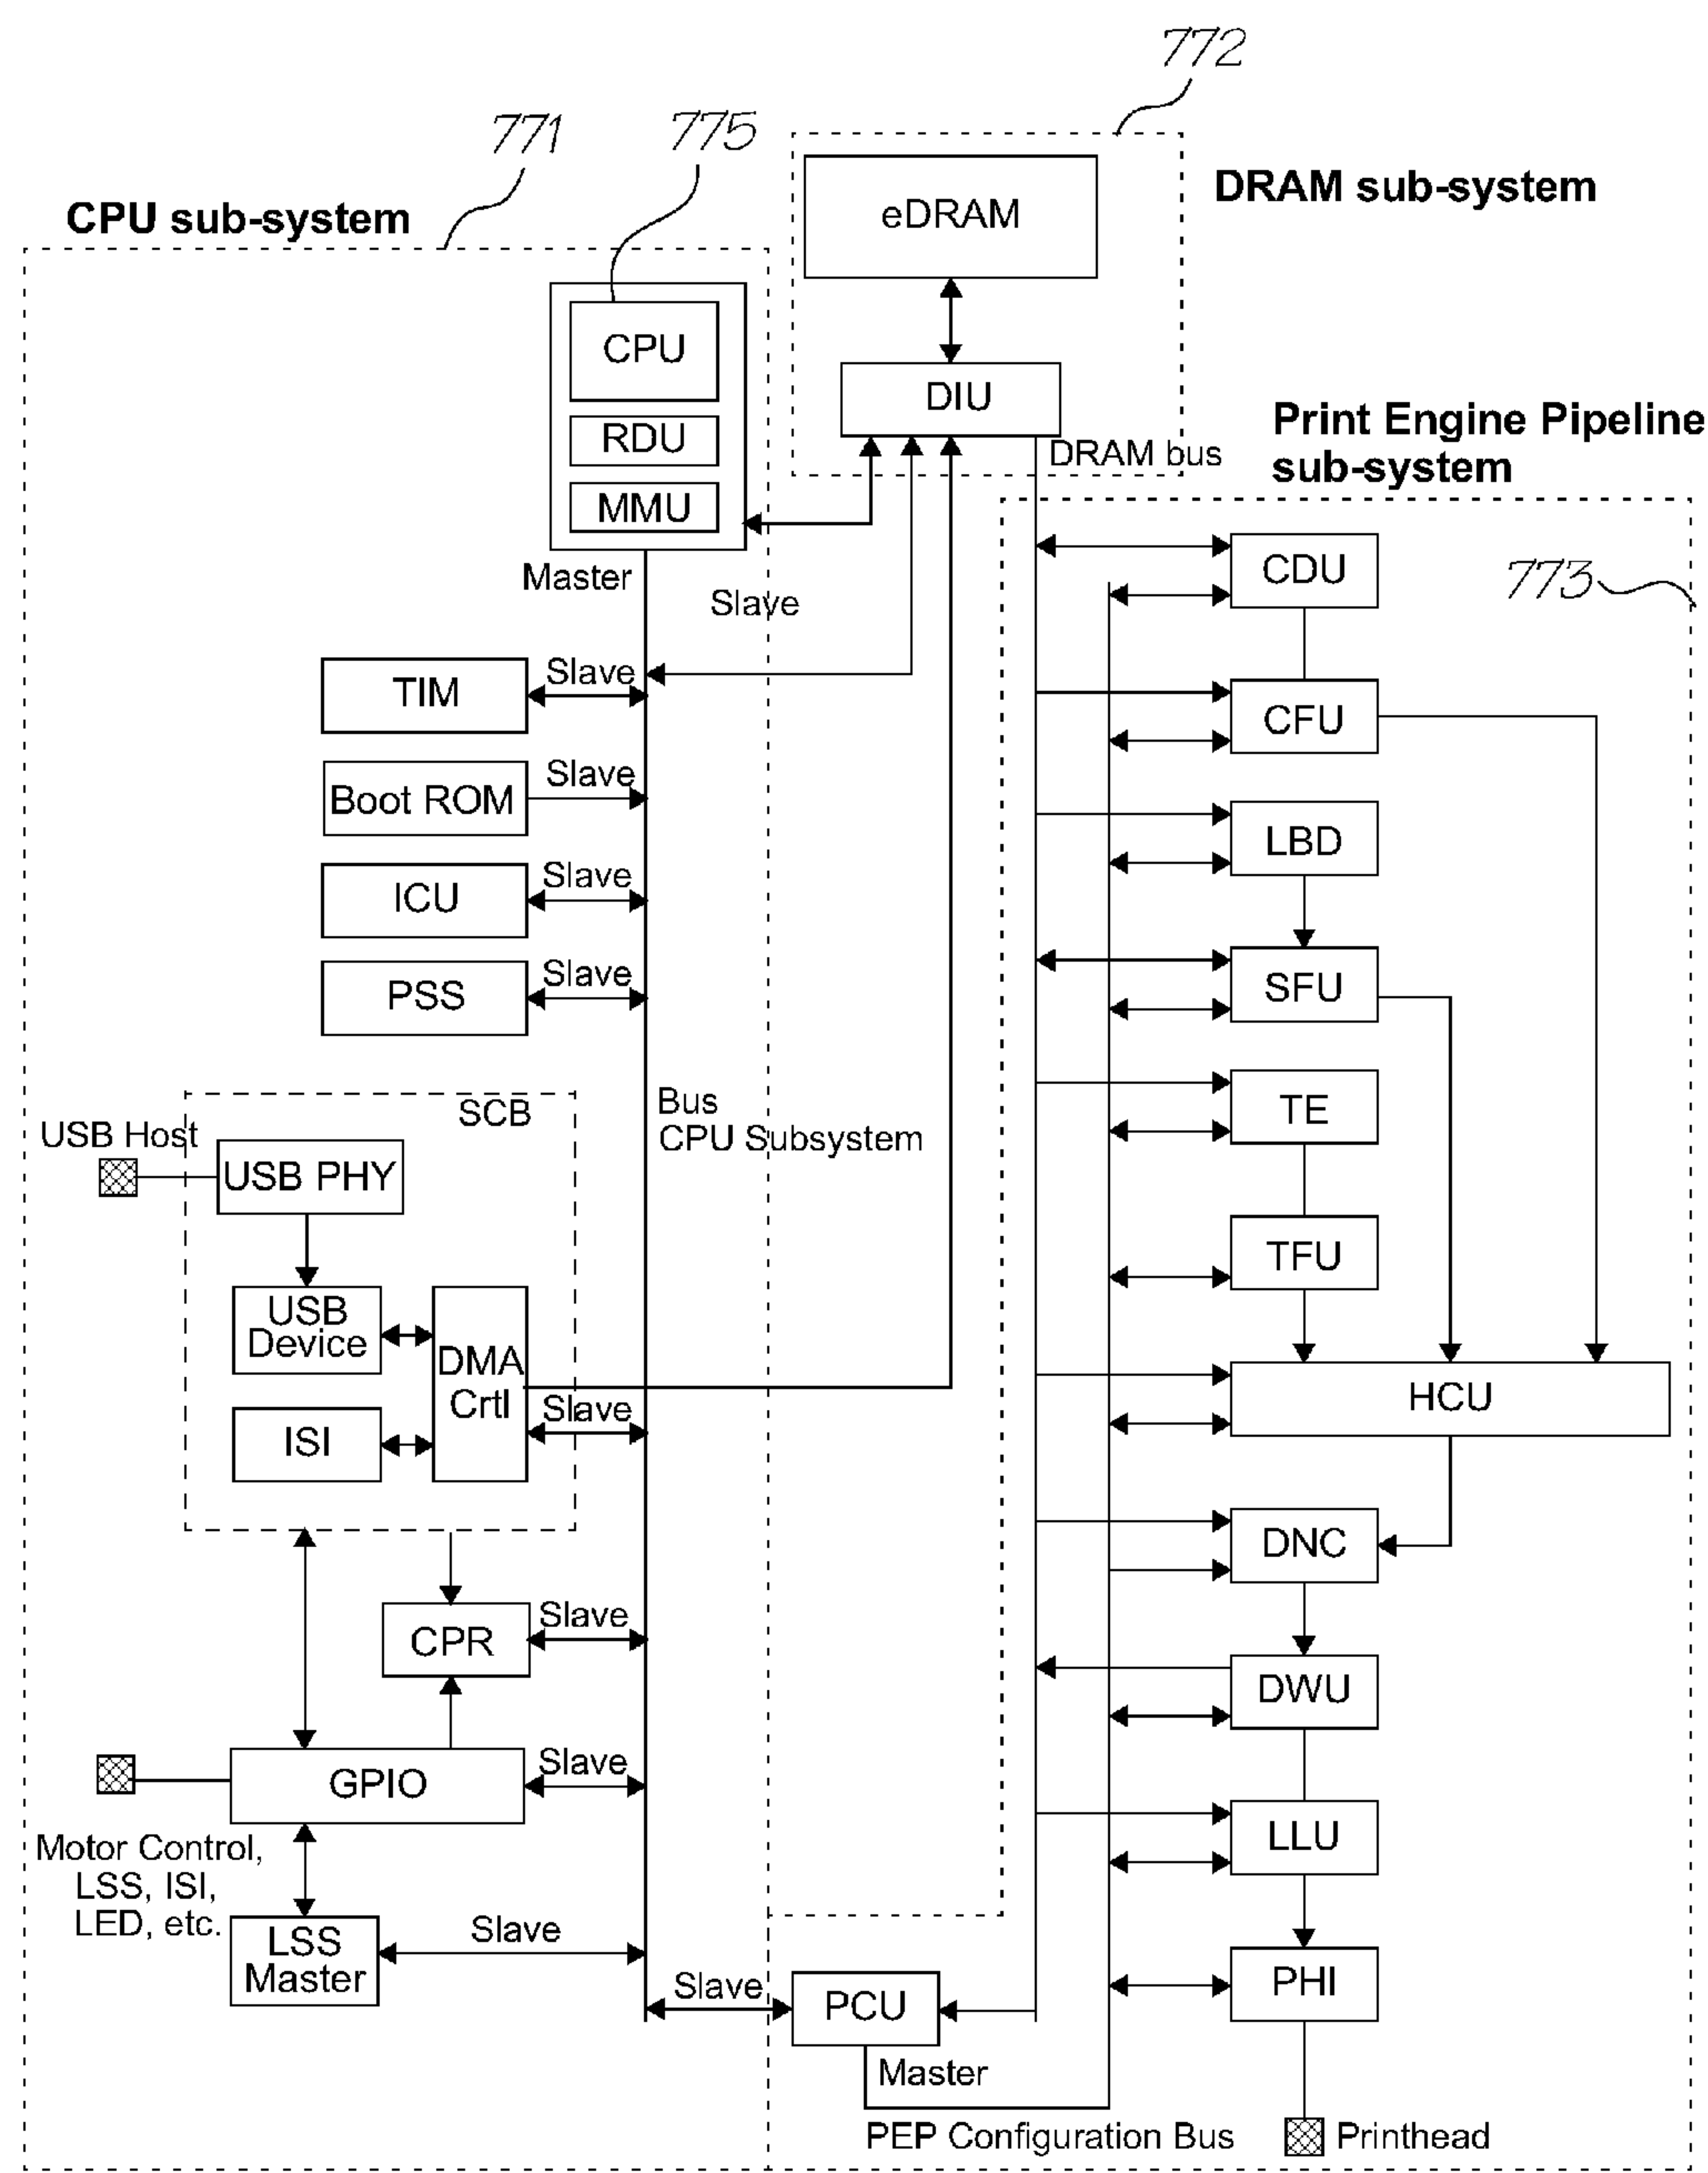 772
771
775
DRAM sub-system
CPU sub-system
eDRAM
CPU
DIU
RDU
MMU
DRAM bus
Print Engine Pipeline
sub-system
Master
Slave
CDU
773
TIM
Slave
CFU
Boot ROM
Slave
LBD
ICU
Slave
PSS
Slave
SFU
SCB
Bus
CPU Subsystem
TE
USB Host
USB PHY
TFU
USB
Device
DMA
Crtl
Slave
HCU
ISI
DNC
CPR
Slave
DWU
GPIO
Slave
Motor Control,
LSS, ISI,
LED, etc.
LLU
LSS
Master
Slave
Slave
PCU
PHI
Master
PEP Configuration Bus
Printhead